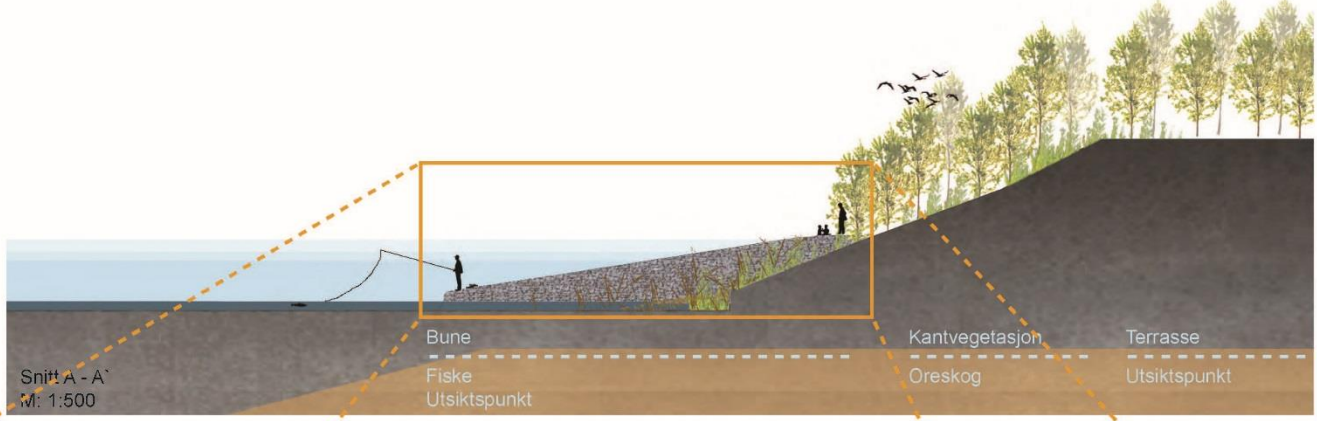 Bune
Kantvegetasjon
Terrasse
Fiske
Oreskog
Utsiktspunkt
Utsiktspunkt
Snitt A - A`
M: 1:500